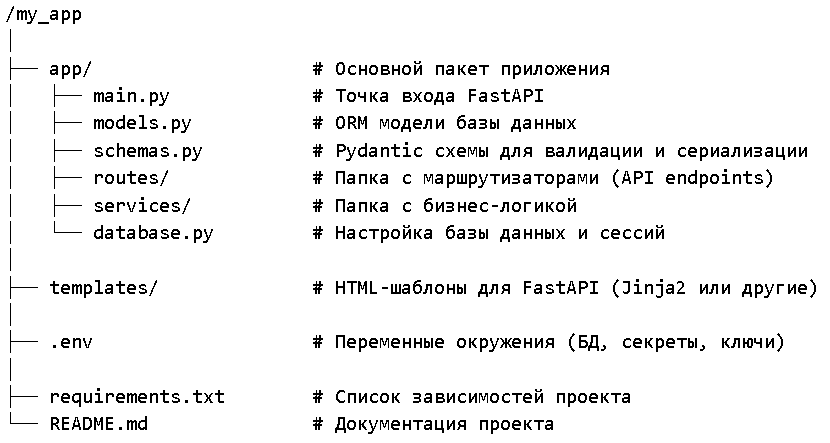 /my_app
│
├── app/                # Основной пакет приложения
│   ├── main.py             # Точка входа FastAPI
│   ├── models.py           # ORM модели базы данных
│   ├── schemas.py          # Pydantic схемы для валидации и сериализации
│   ├── routes/             # Папка с маршрутизаторами (API endpoints)
│   ├── services/           # Папка с бизнес-логикой
│   └── database.py         # Настройка базы данных и сессий
│
├── templates/              # HTML-шаблоны для FastAPI (Jinja2 или другие)
│
├── .env                    # Переменные окружения (БД, секреты, ключи)
│
├── requirements.txt        # Список зависимостей проекта
└── README.md               # Документация проекта